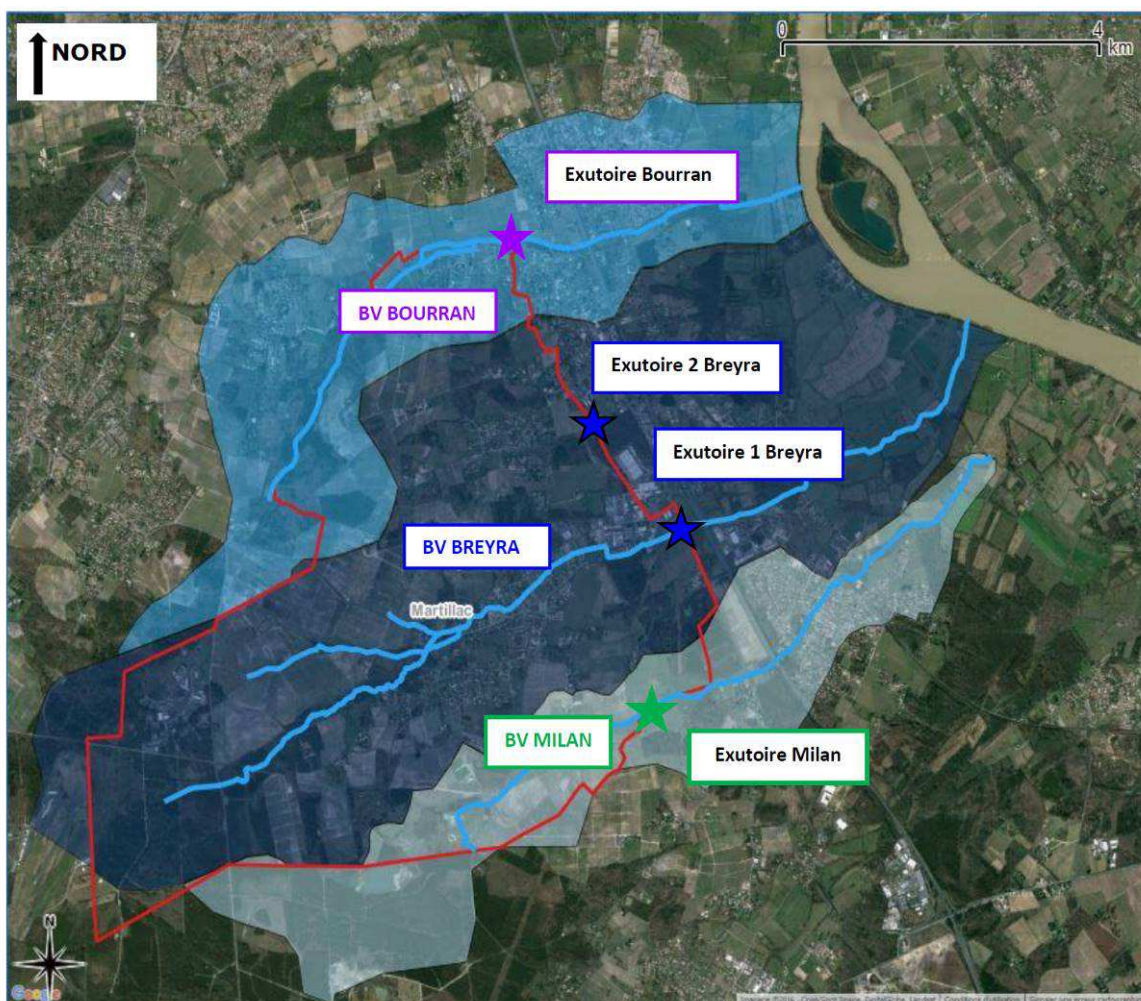 NORD
0 4
km
Exutoire Bourran
BV BOURRAN
Exutoire 2 Breyra
Exutoire 1 Breyra
BV BREYRA
Martillac
BV MILAN
Exutoire Milan
N
Google